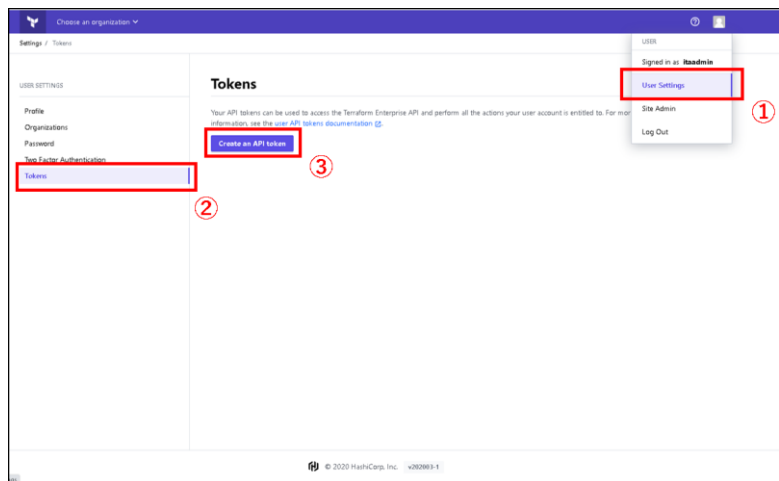 Choose an organization
Settings / Tokens
USER
Signed in as itaadmin
User Settings
Site Admin
Log Out
①
USER SETTINGS
Profile
Organizations
Password
Two Factor Authentication
Tokens
②
Tokens
Your API tokens can be used to access the Terraform Enterprise API and perform all the actions your user account is entitled to. For mor
information, see the user API tokens documentation
Create an API token
③
© 2020 HashiCorp, Inc. v202003-1